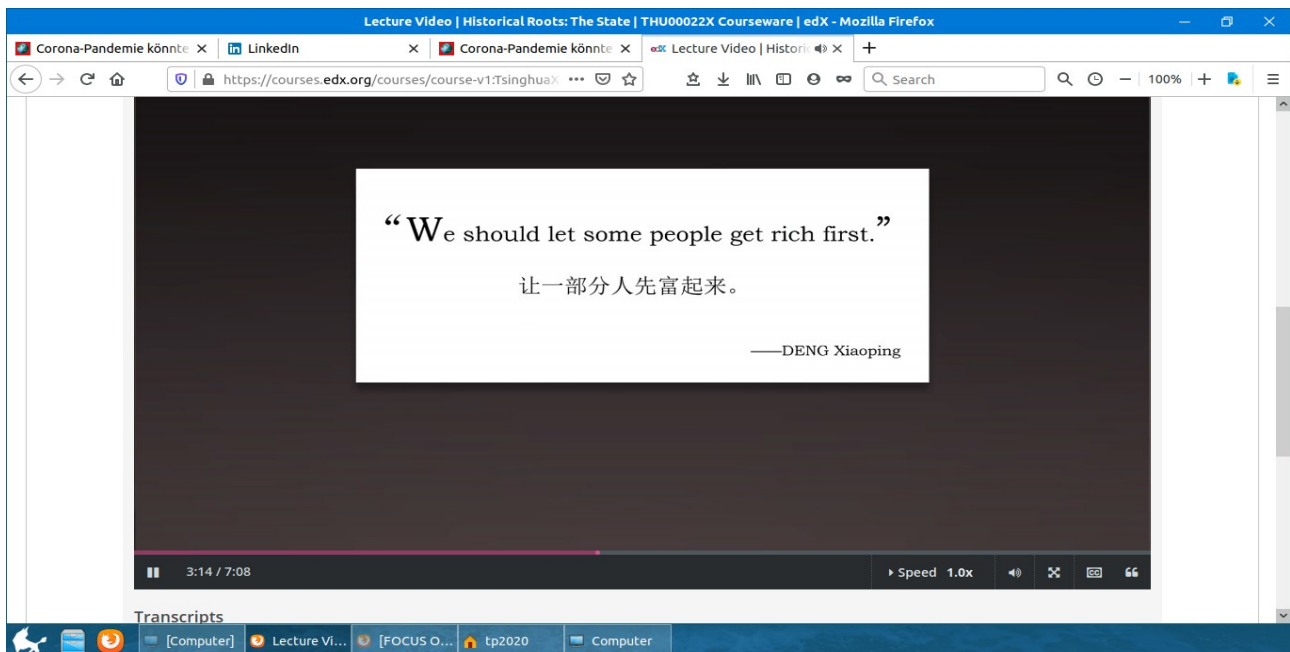 Lecture Video | Historical Roots: The State | THU00022X Courseware | edX - Mozilla Firefox
Corona-Pandemie könnte
LinkedIn
Corona-Pandemie könnte
Lecture Video | Historic
https://courses.edx.org/courses/course-v1:TsinghuaX
Search
100%
“We should let some people get rich first.”
让一部分人先富起来。
——DENG Xiaoping
3:14 / 7:08
Speed 1.0x
CC
Transcripts
[Computer]
Lecture Vi...
[FOCUS O...
tp2020
Computer